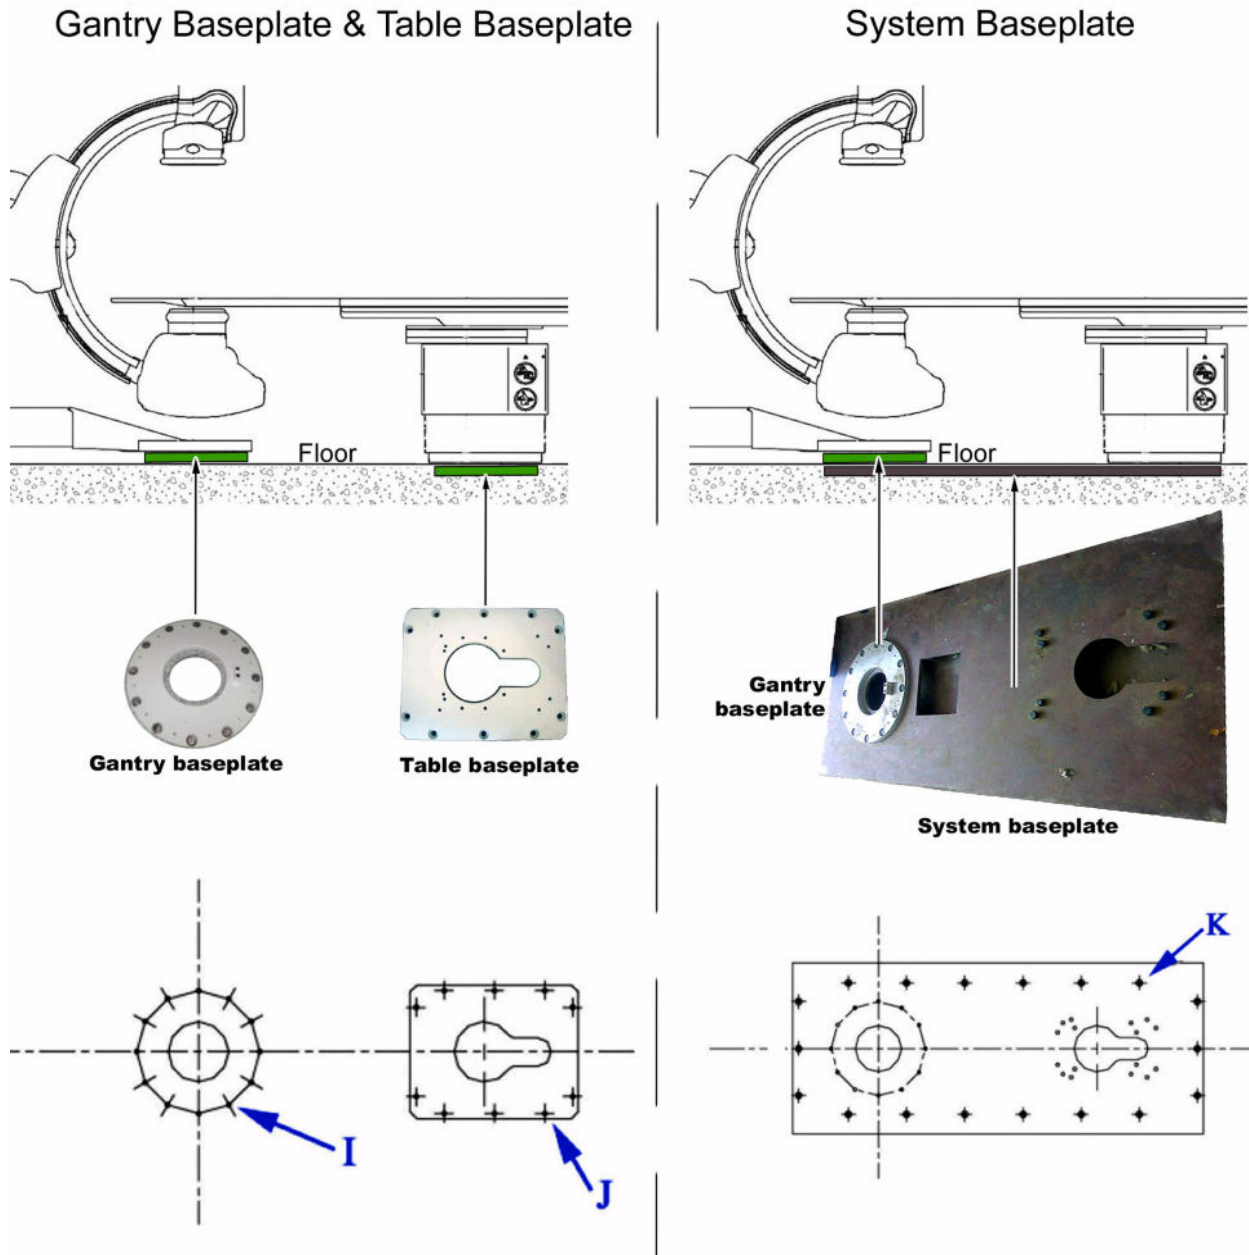 Gantry Baseplate & Table Baseplate
System Baseplate
Floor
Floor
Gantry baseplate
Table baseplate
Gantry
baseplate
System baseplate
I
J
K